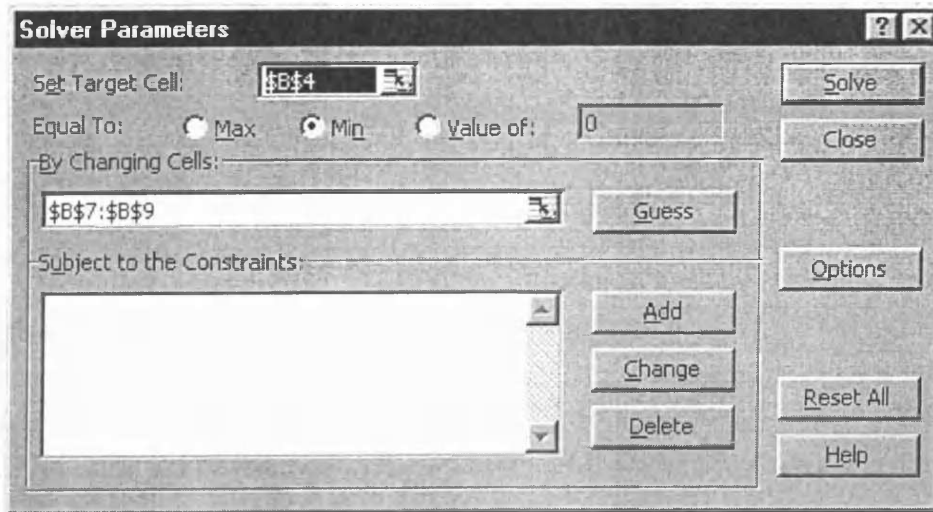 Solver Parameters
Set Target Cell: $B$4 Solve
Equal To: Max Min Value of: 0
Close
By Changing Cells:
$B$7:$B$9 Guess
Subject to the Constraints:
Options
Add
Change
Reset All
Delete
Help